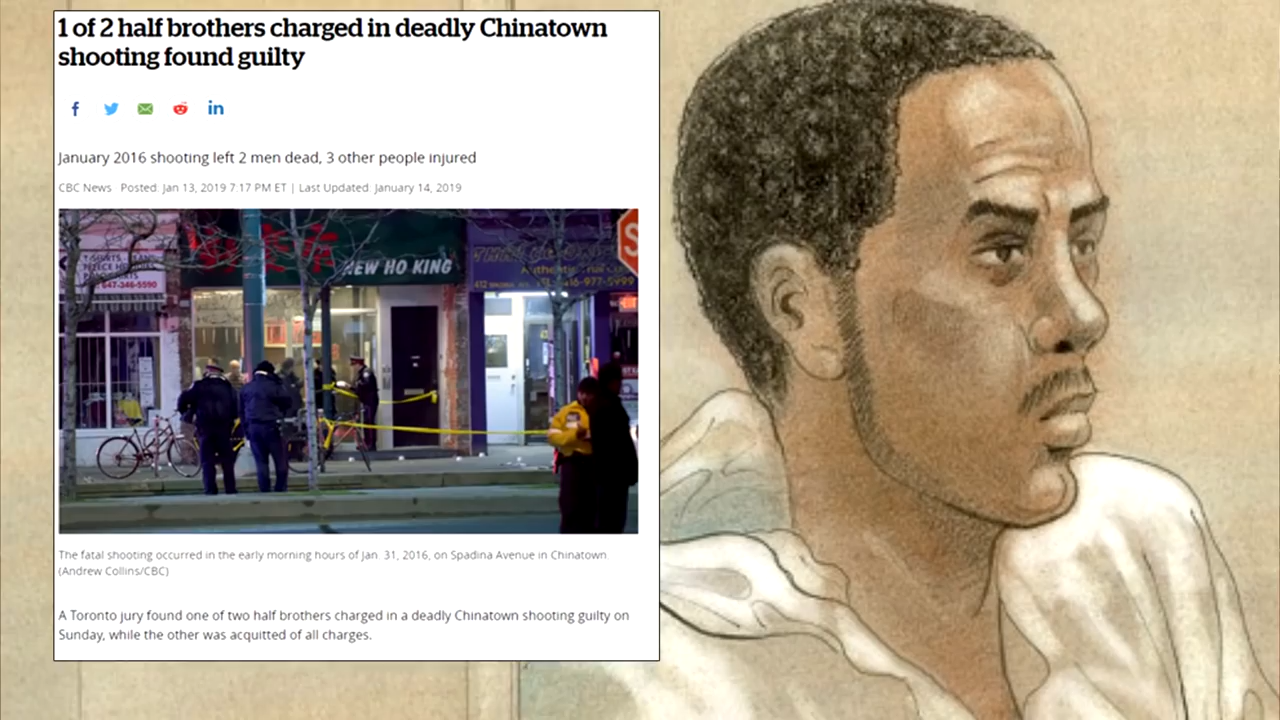 1 of 2 half brothers charged in deadly Chinatown
shooting found guilty
January 2016 shooting left 2 men dead, 3 other people injured
CBC News Posted: Jan 13, 2019 7:17 PM ET | Last Updated: January 14, 2019
NEW HO KING
647-346-5590
The fatal shooting occurred in the early morning hours of Jan. 31, 2016, on Spadina Avenue in Chinatown.
(Andrew Collins/CBC)
A Toronto jury found one of two half brothers charged in a deadly Chinatown shooting guilty on
Sunday, while the other was acquitted of all charges.